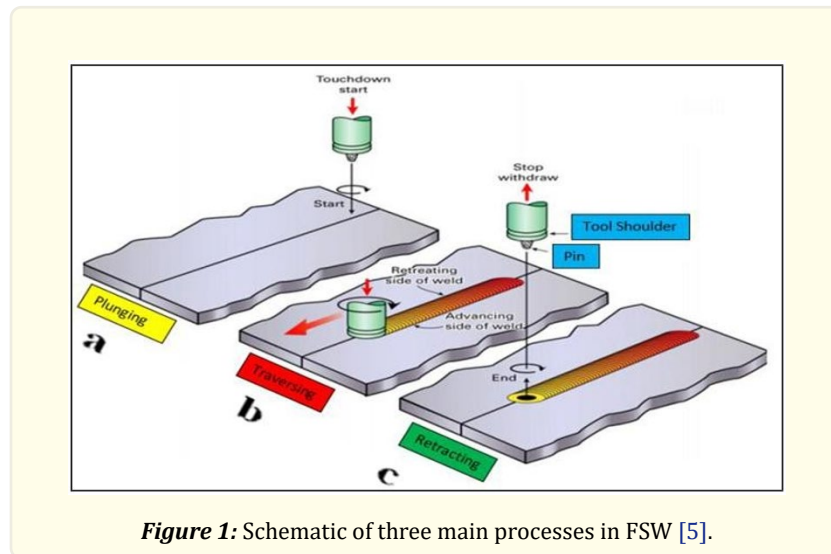 Touchdown
start
Start
Plunging
a
Stop
withdraw
Tool Shoulder
Pin
Retreating
side of weld
Advancing
side of weld
Traversing
b
End
Retracting
c
Figure 1: Schematic of three main processes in FSW [5].